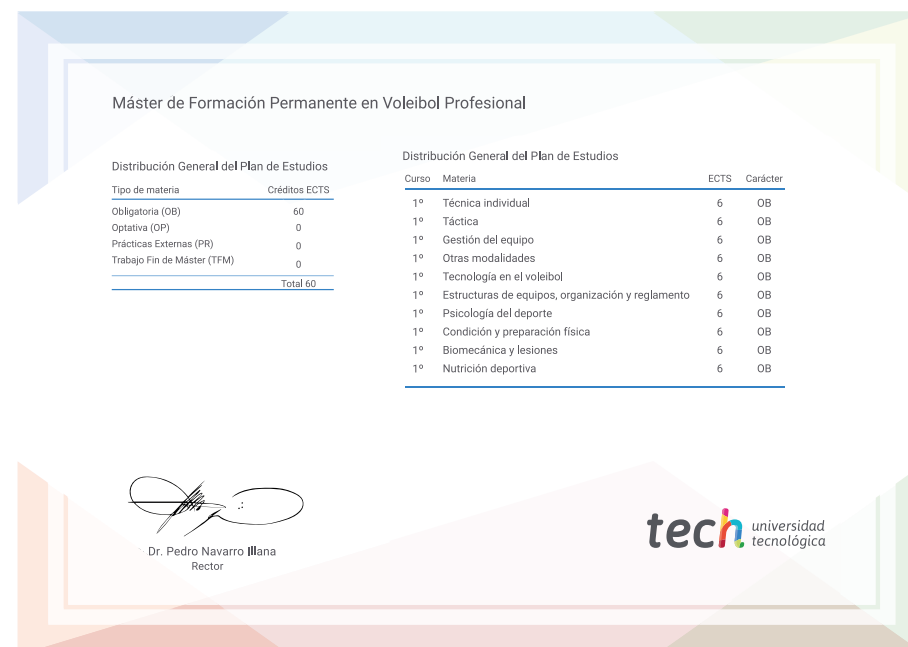 Máster de Formación Permanente en Voleibol Profesional
Distribución General del Plan de Estudios
Tipo de materia Créditos ECTS
Obligatoria (OB) 60
Optativa (OP) 0
Prácticas Externas (PR) 0
Trabajo Fin de Máster (TFM) 0
Total 60
Distribución General del Plan de Estudios
Curso Materia ECTS Carácter
1º Técnica individual 6 OB
1º Táctica 6 OB
1º Gestión del equipo 6 OB
1º Otras modalidades 6 OB
1º Tecnología en el voleibol 6 OB
1º Estructuras de equipos, organización y reglamento 6 OB
1º Psicología del deporte 6 OB
1º Condición y preparación física 6 OB
1º Biomecánica y lesiones 6 OB
1º Nutrición deportiva 6 OB
Dr. Pedro Navarro Illana
Rector
tech universidad
tecnológica